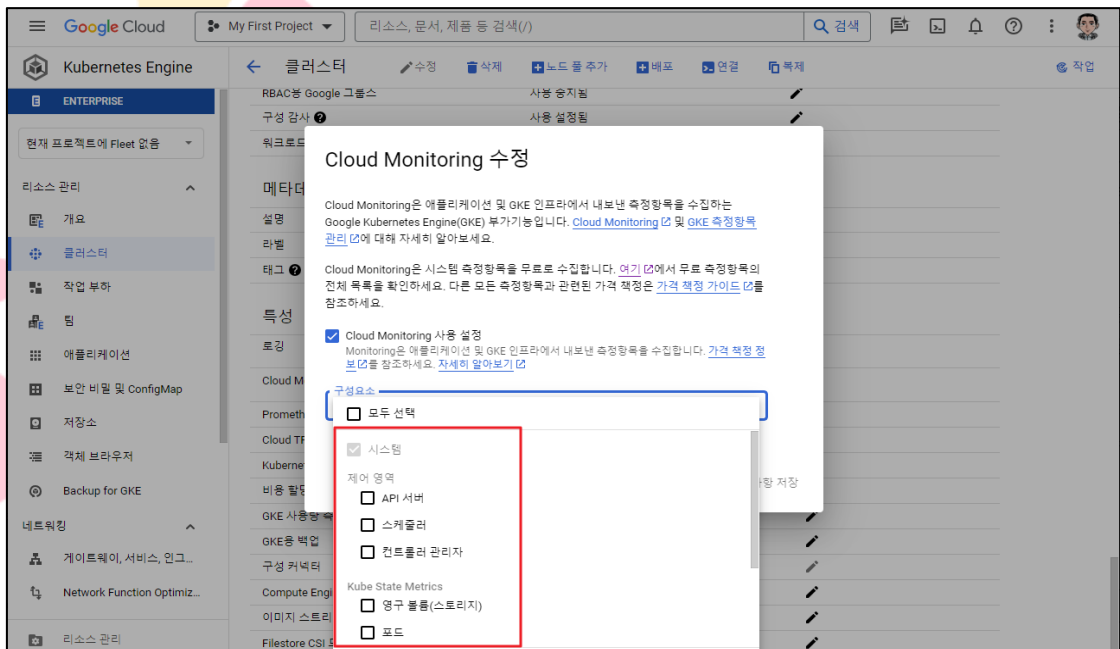 Google Cloud
My First Project
리소스, 문서, 제품 등 검색(/)
검색
Kubernetes Engine
클러스터
수정
삭제
노드 풀 추가
배포
연결
복제
작업
ENTERPRISE
현재 프로젝트에 Fleet 없음
리소스 관리
개요
클러스터
작업 부하
팀
애플리케이션
보안 비밀 및 ConfigMap
저장소
객체 브라우저
Backup for GKE
네트워킹
게이트웨이, 서비스, 인그...
Network Function Optimiz...
리소스 관리
RBAC용 Google 그룹스
사용 중지됨
구성 감사
사용 설정됨
워크로드
메타데
설명
라벨
태그
특성
로깅
Cloud M
Prometh
Cloud TP
Kuberne
비용 할당
GKE 사용량 측
GKE용 백업
구성 커넥터
Compute Engi
이미지 스트리
Filestore CSI
Cloud Monitoring 수정
Cloud Monitoring은 애플리케이션 및 GKE 인프라에서 내보낸 측정항목을 수집하는
Google Kubernetes Engine(GKE) 부가기능입니다. Cloud Monitoring 및 GKE 측정항목
관리에 대해 자세히 알아보세요.
Cloud Monitoring은 시스템 측정항목을 무료로 수집합니다. 여기에서 무료 측정항목의
전체 목록을 확인하세요. 다른 모든 측정항목과 관련된 가격 책정은 가격 책정 가이드를
참조하세요.
Cloud Monitoring 사용 설정
Monitoring은 애플리케이션 및 GKE 인프라에서 내보낸 측정항목을 수집합니다. 가격 책정 정
보를 참조하세요. 자세히 알아보기
구성요소
모두 선택
시스템
제어 영역
API 서버
스케줄러
컨트롤러 관리자
Kube State Metrics
영구 볼륨(스토리지)
포드
항 저장